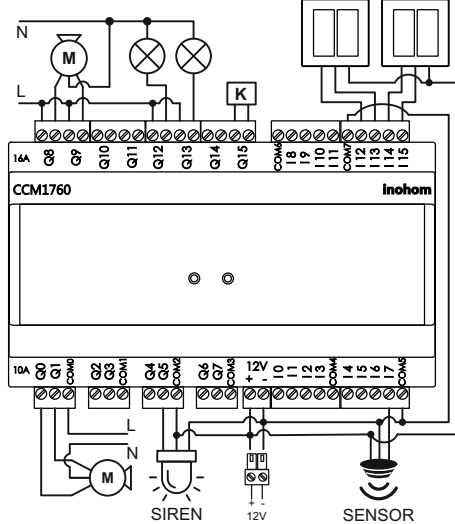 N
M
L
K
16A Q8 Q9 Q10 Q11 Q12 Q13 Q14 Q15 COM6 I8 I9 I10 I11 COM7 I12 I13 I14 I15
CCM1760 inohom
10A Q0 Q1 COM0 Q2 Q3 COM1 Q4 Q5 COM2 Q6 Q7 COM3 12V + - I0 I1 I2 I3 COM4 I4 I5 I6 I7 COM5
L
N
M
+ -
SIREN 12V SENSOR